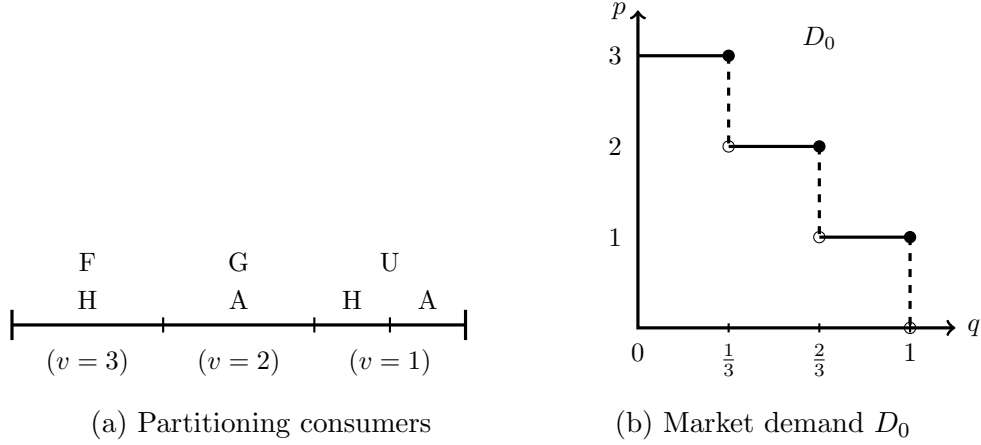 F G U
H A H A
(v = 3) (v = 2) (v = 1)
(a) Partitioning consumers
p
D₀
3
2
1
0 1/3 2/3 1
q
(b) Market demand D₀